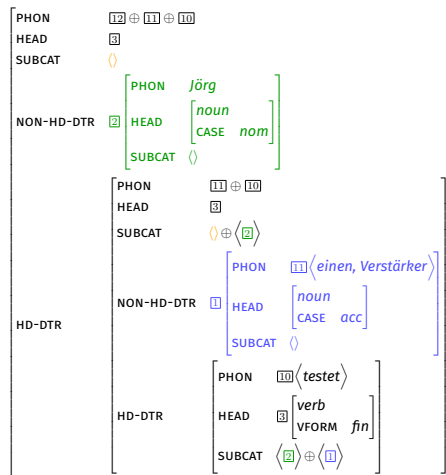 PHON 12 ⊕ 11 ⊕ 10
HEAD 3
SUBCAT ⟨⟩
PHON Jörg
noun
NON-HD-DTR 2 HEAD
CASE nom
SUBCAT ⟨⟩
PHON 11 ⊕ 10
HEAD 3
SUBCAT ⟨⟩ ⊕ ⟨2⟩
PHON 11 ⟨einen, Verstärker⟩
noun
NON-HD-DTR 1 HEAD
CASE acc
SUBCAT ⟨⟩
HD-DTR
PHON 10 ⟨testet⟩
verb
HD-DTR HEAD 3
VFORM fin
SUBCAT ⟨2⟩ ⊕ ⟨1⟩